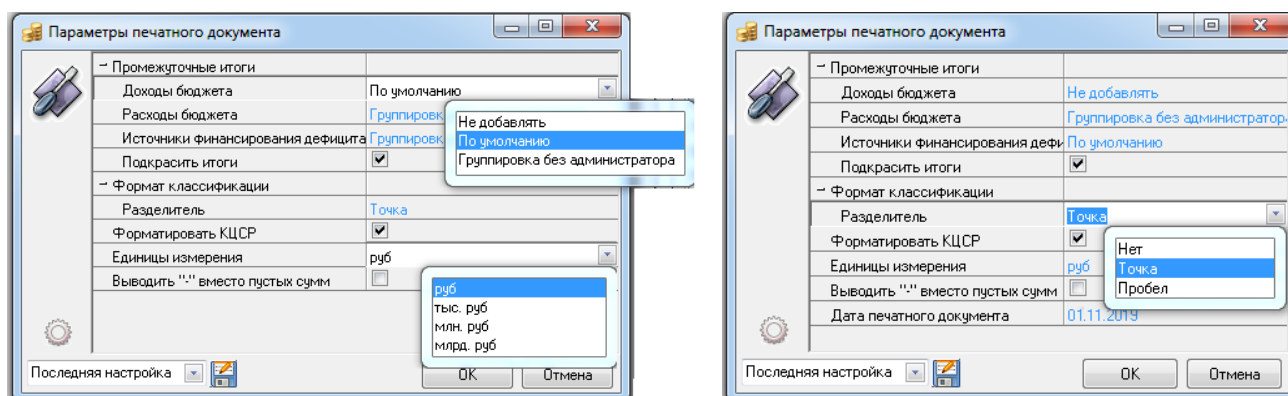 Параметры печатного документа
Промежуточные итоги
Доходы бюджета По умолчанию
Расходы бюджета Группировк
Источники финансирования дефицита Группировк
Подкрасить итоги
Формат классификации
Разделитель Точка
Форматировать КЦСР
Единицы измерения руб
Выводить "-" вместо пустых сумм
Не добавлять
По умолчанию
Группировка без администратора
руб
тыс. руб
млн. руб
млрд. руб
Последняя настройка
OK Отмена
Параметры печатного документа
Промежуточные итоги
Доходы бюджета Не добавлять
Расходы бюджета Группировка без администратора
Источники финансирования дефи По умолчанию
Подкрасить итоги
Формат классификации
Разделитель Точка
Форматировать КЦСР
Единицы измерения руб
Выводить "-" вместо пустых сумм
Дата печатного документа 01.11.2019
Нет
Точка
Пробел
Последняя настройка
OK Отмена